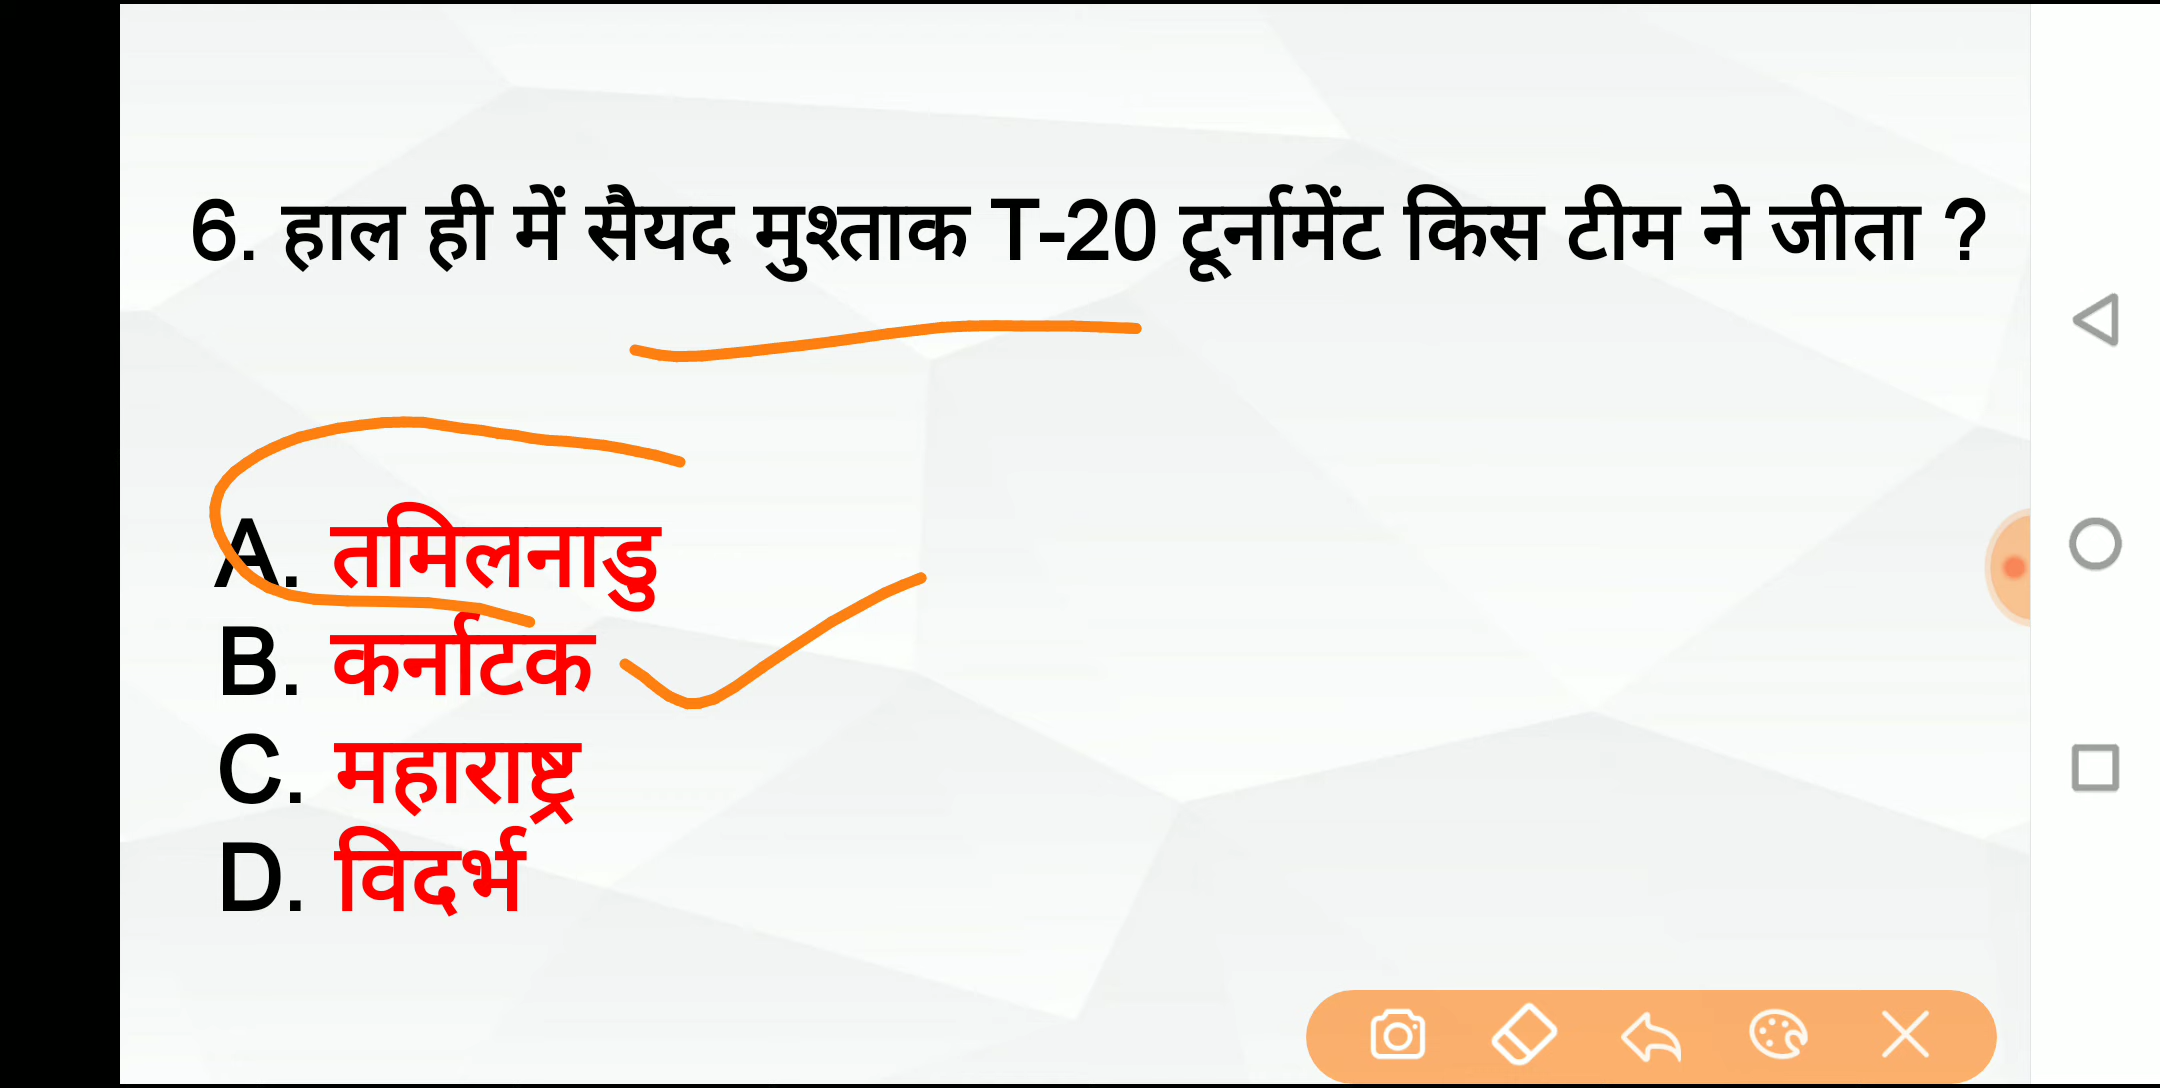 6. हाल ही में सैयद मुश्ताक T-20 टूर्नामेंट किस टीम ने जीता ?
A. तमिलनाडु
B. कर्नाटक
C. महाराष्ट्र
D. विदर्भ